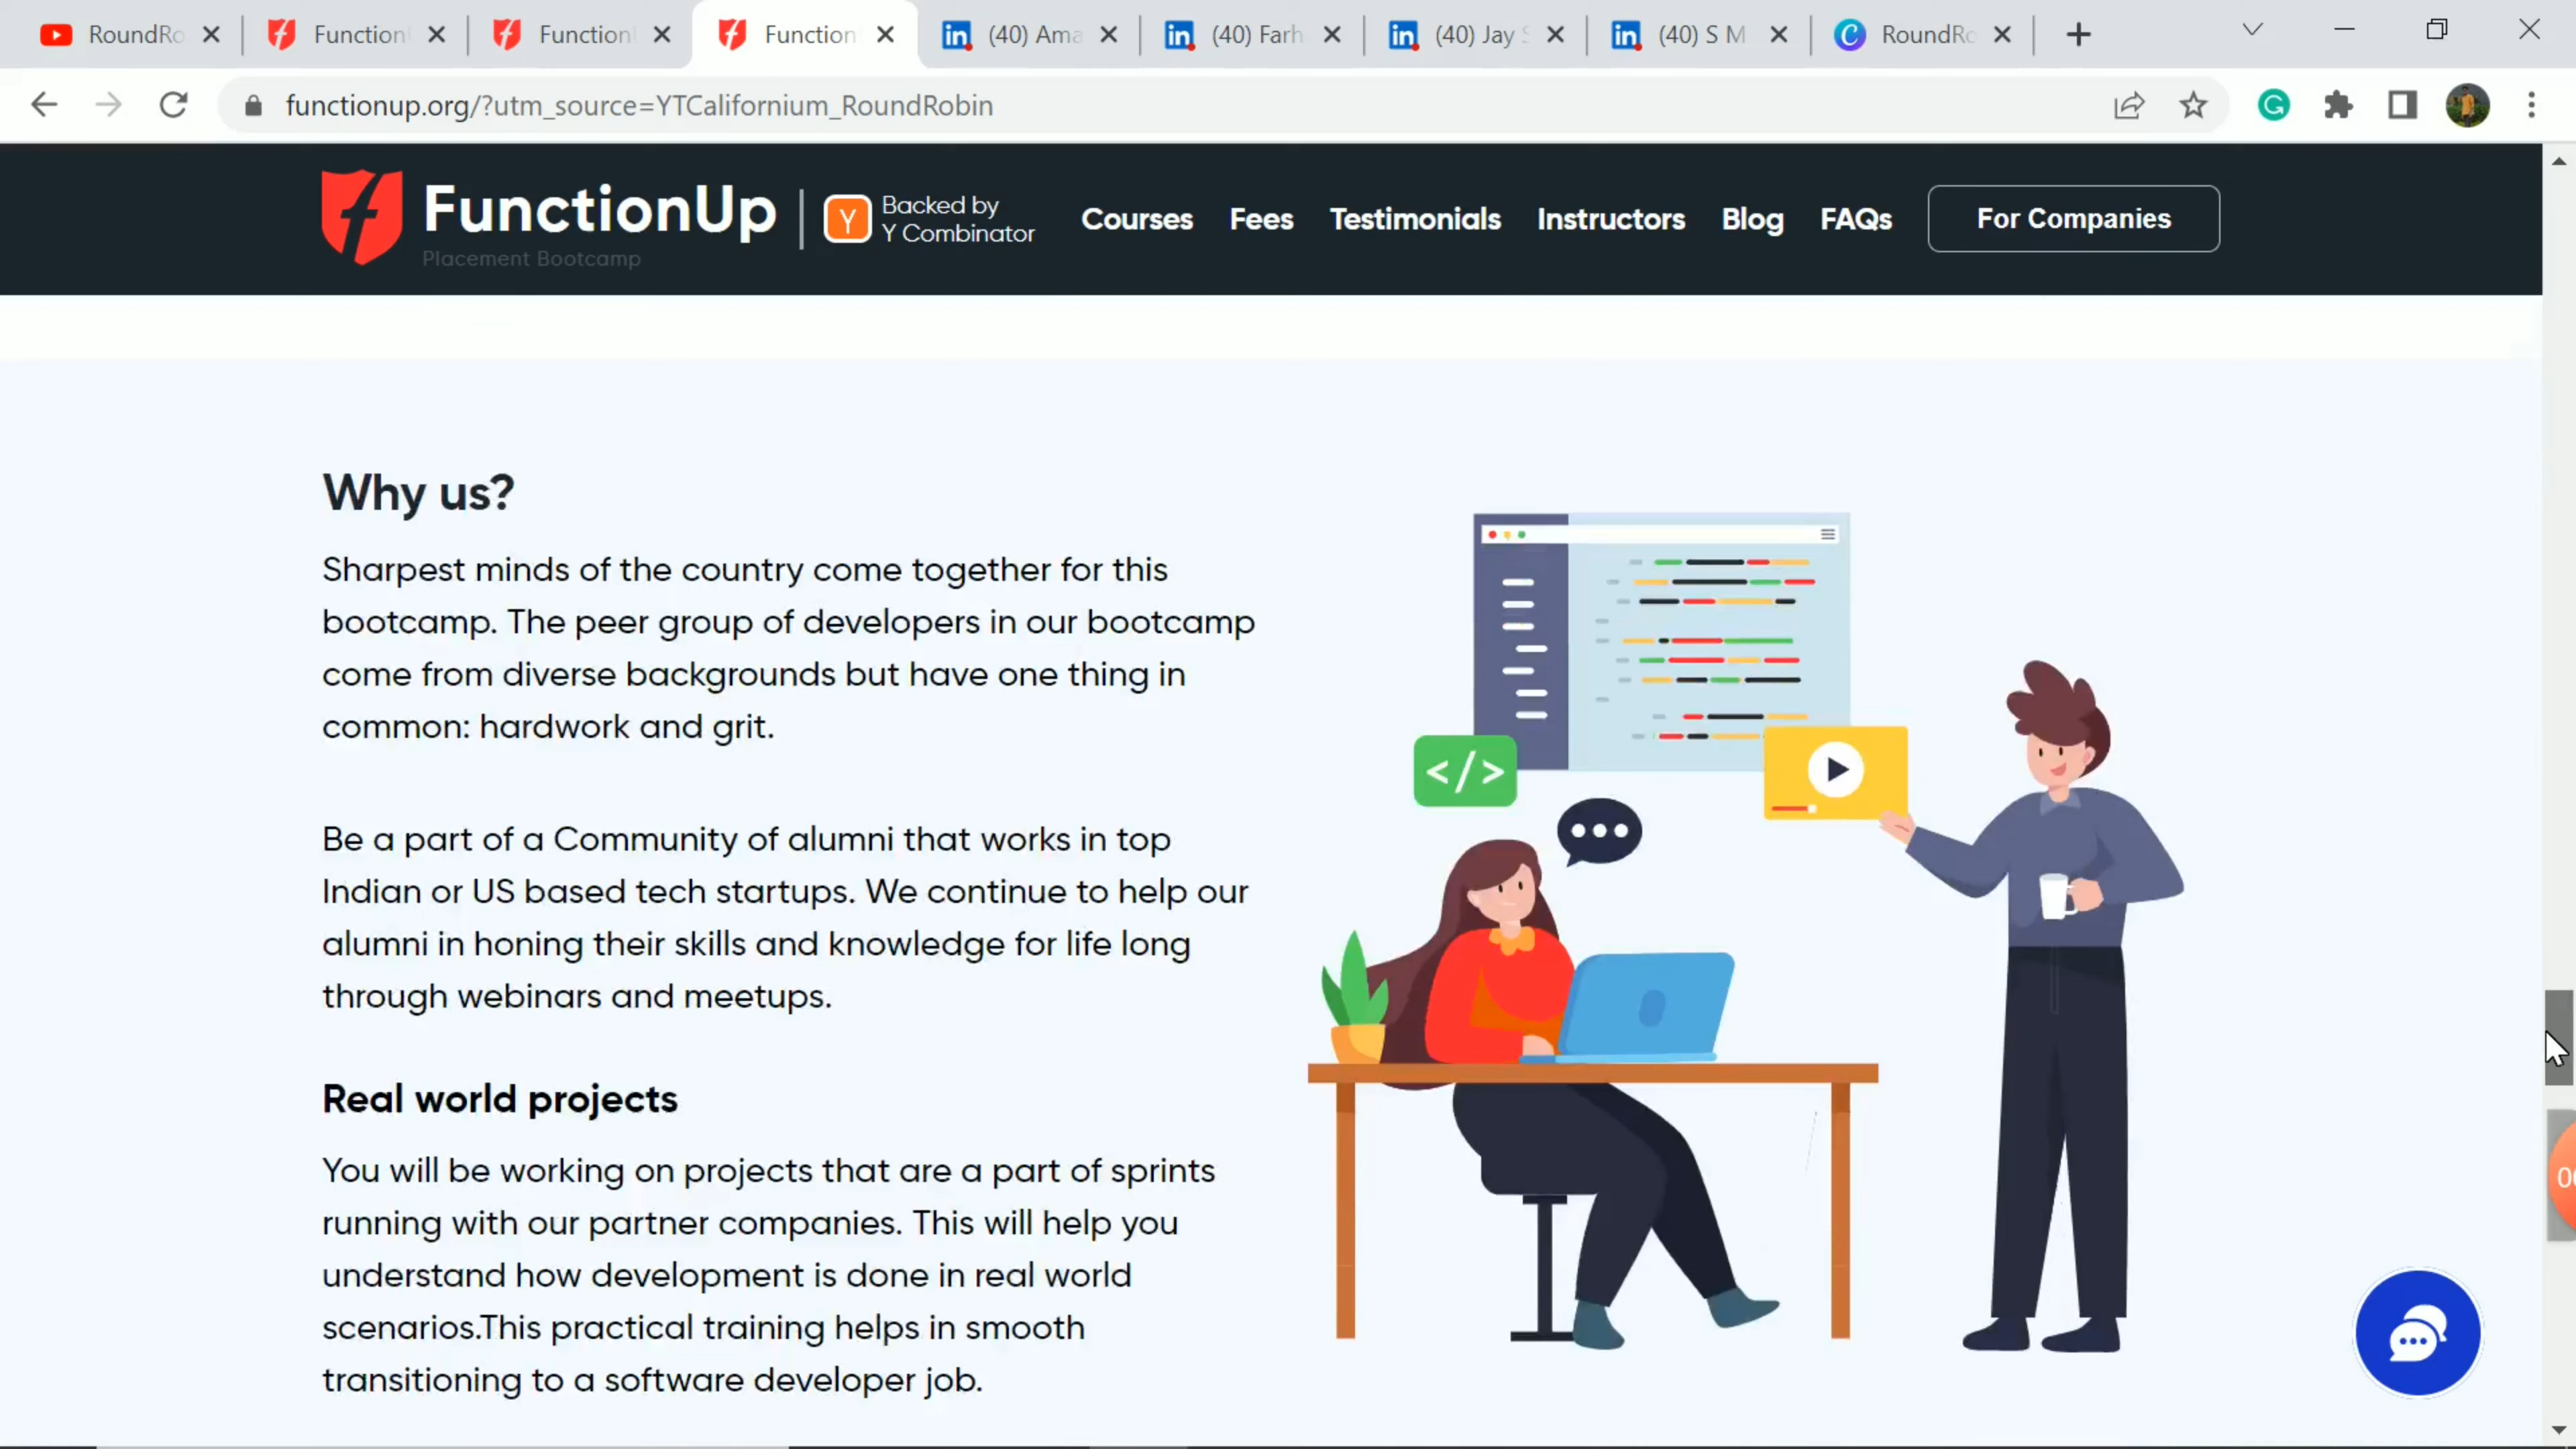 RoundRo
Function
Function
Function
(40) Ama
(40) Farh
(40) Jay S
(40) S M
RoundRo
functionup.org/?utm_source=YTCalifornium_RoundRobin
FunctionUp
Placement Bootcamp
Y
Backed by
Y Combinator
Courses Fees Testimonials Instructors Blog FAQs For Companies
Why us?
Sharpest minds of the country come together for this
bootcamp. The peer group of developers in our bootcamp
come from diverse backgrounds but have one thing in
common: hardwork and grit.
Be a part of a Community of alumni that works in top
Indian or US based tech startups. We continue to help our
alumni in honing their skills and knowledge for life long
through webinars and meetups.
Real world projects
You will be working on projects that are a part of sprints
running with our partner companies. This will help you
understand how development is done in real world
scenarios.This practical training helps in smooth
transitioning to a software developer job.
</>